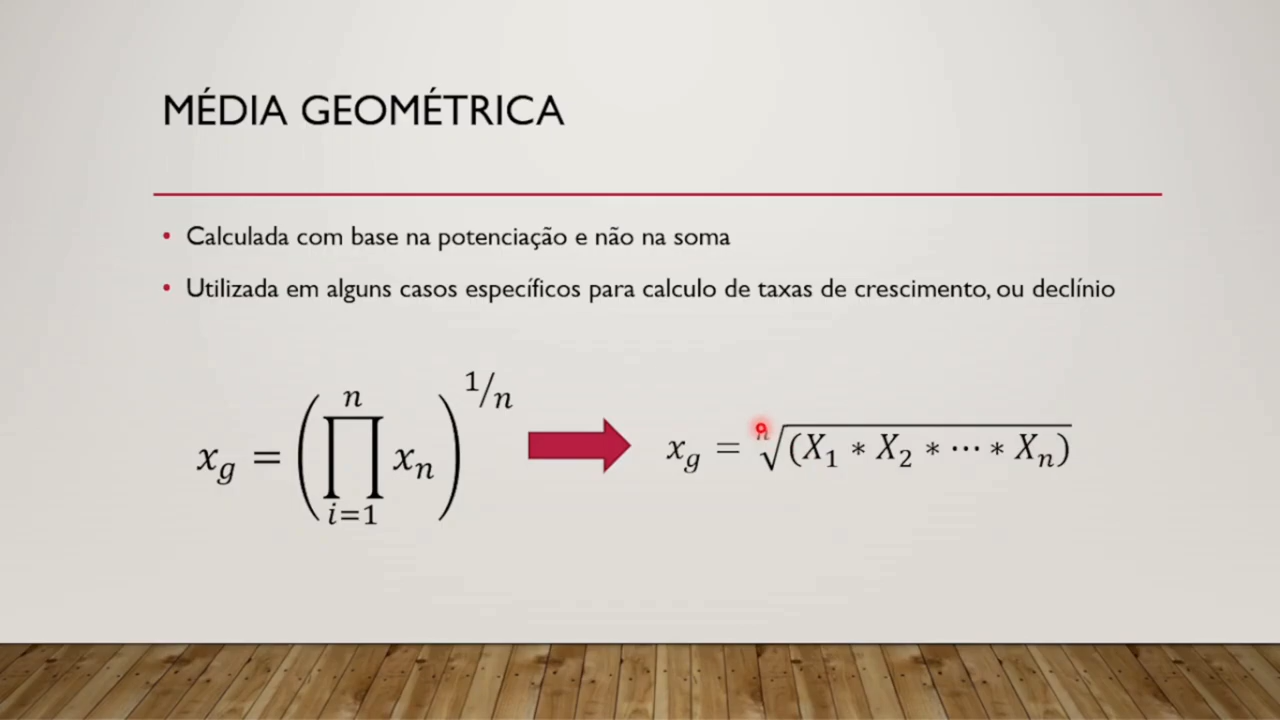 MÉDIA GEOMÉTRICA
• Calculada com base na potenciação e não na soma
• Utilizada em alguns casos específicos para calculo de taxas de crescimento, ou declínio
x_g = (∏_{i=1}^{n} x_n)^{1/n}
x_g = ⁿ√(X_1 * X_2 * ⋯ * X_n)